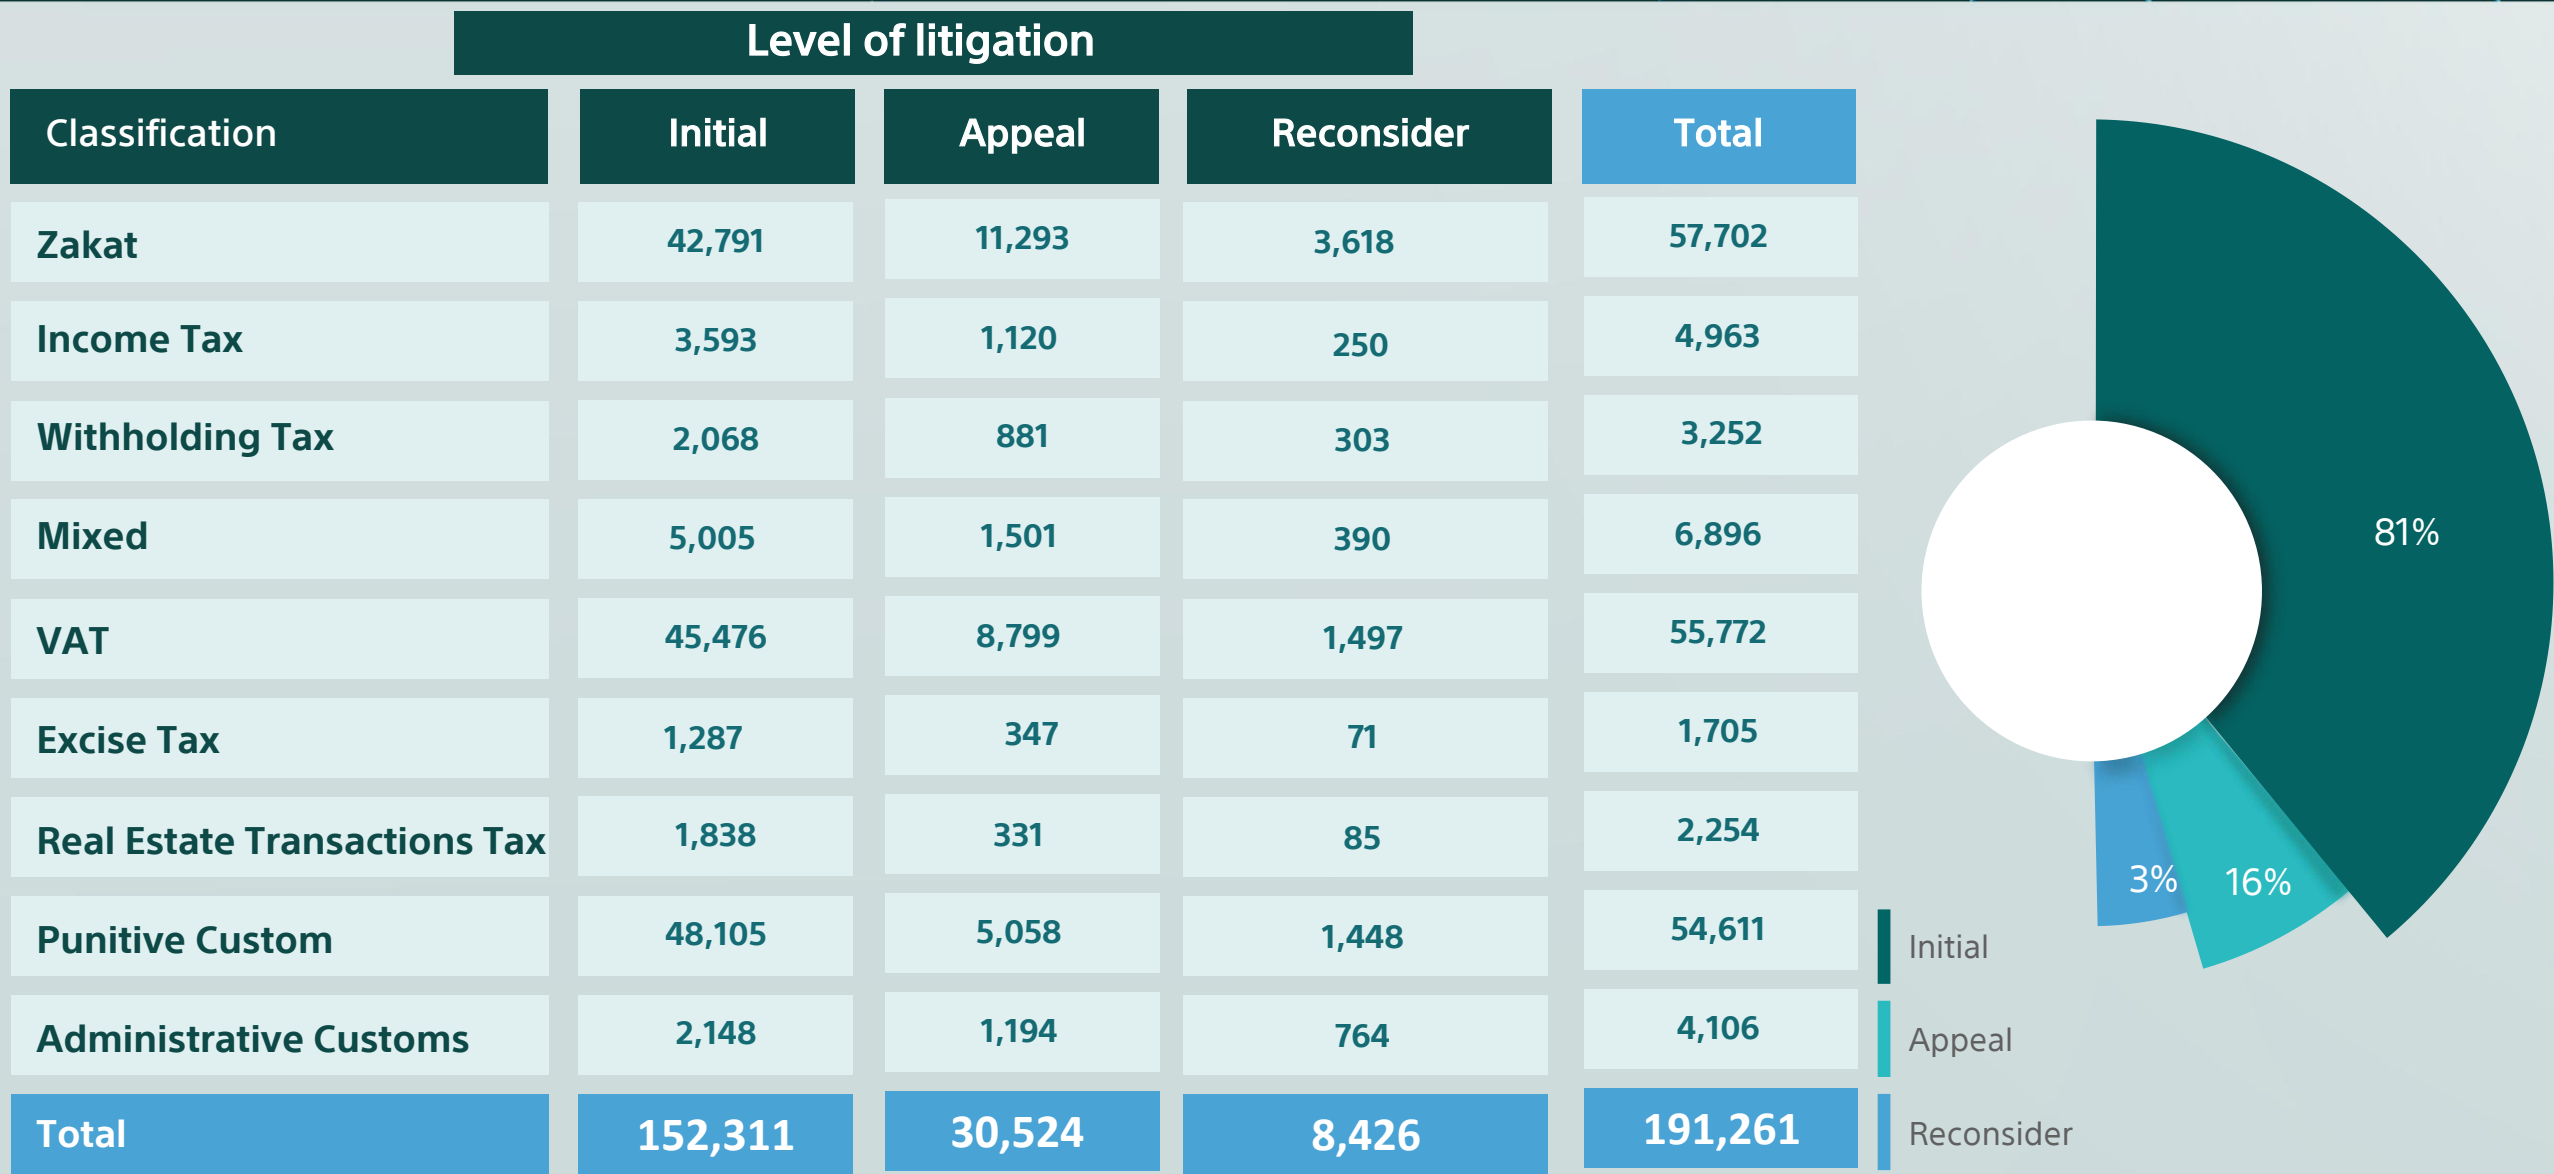 Level of litigation
Classification Initial Appeal Reconsider Total
Zakat 42,791 11,293 3,618 57,702
Income Tax 3,593 1,120 250 4,963
Withholding Tax 2,068 881 303 3,252
Mixed 5,005 1,501 390 6,896
VAT 45,476 8,799 1,497 55,772
Excise Tax 1,287 347 71 1,705
Real Estate Transactions Tax 1,838 331 85 2,254
Punitive Custom 48,105 5,058 1,448 54,611
Administrative Customs 2,148 1,194 764 4,106
Total 152,311 30,524 8,426 191,261
81%
3% 16%
Initial
Appeal
Reconsider